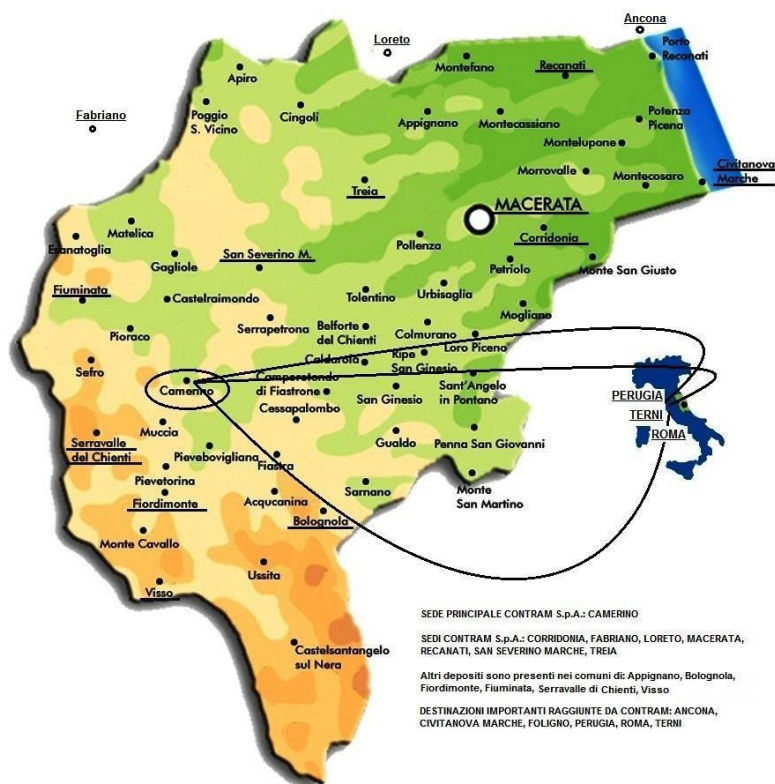 Ancona
Loreto
Porto
Recanati
Montefano
Recanati
Apiro
Fabriano
Poggio
S. Vicino
Cingoli
Appignano
Montecassiano
Potenza
Picena
Montelupone
Morrovalle
Montecosaro
Civitanova
Marche
Treia
MACERATA
Matelica
Esanatoglia
Gagliole
San Severino M.
Pollenza
Corridonia
Petriolo
Monte San Giusto
Fiuminata
Castelraimondo
Tolentino
Urbisaglia
Mogliano
Pioraco
Serrapetrona
Belforte
del Chienti
Colmurano
Loro Piceno
Sefro
Caldarola
Ripe
San Ginesio
Camerino
Camporotondo
di Fiastrone
San Ginesio
Sant'Angelo
in Pontano
PERUGIA
TERNI
ROMA
Cessapalombo
Muccia
Serravalle
del Chienti
Pievebovigliana
Fiastra
Gualdo
Penna San Giovanni
Pievetorina
Fiordimonte
Acqucanina
Sarnano
Monte
San Martino
Bolognola
Monte Cavallo
Ussita
Visso
Castelsantangelo
sul Nera
SEDE PRINCIPALE CONTRAM S.p.A.: CAMERINO
SEDI CONTRAM S.p.A.: CORRIDONIA, FABRIANO, LORETO, MACERATA,
RECANATI, SAN SEVERINO MARCHE, TREIA
Altri depositi sono presenti nei comuni di: Appignano, Bolognola,
Fiordimonte, Fiuminata, Serravalle di Chienti, Visso
DESTINAZIONI IMPORTANTI RAGGIUNTE DA CONTRAM: ANCONA,
CIVITANOVA MARCHE, FOLIGNO, PERUGIA, ROMA, TERNI